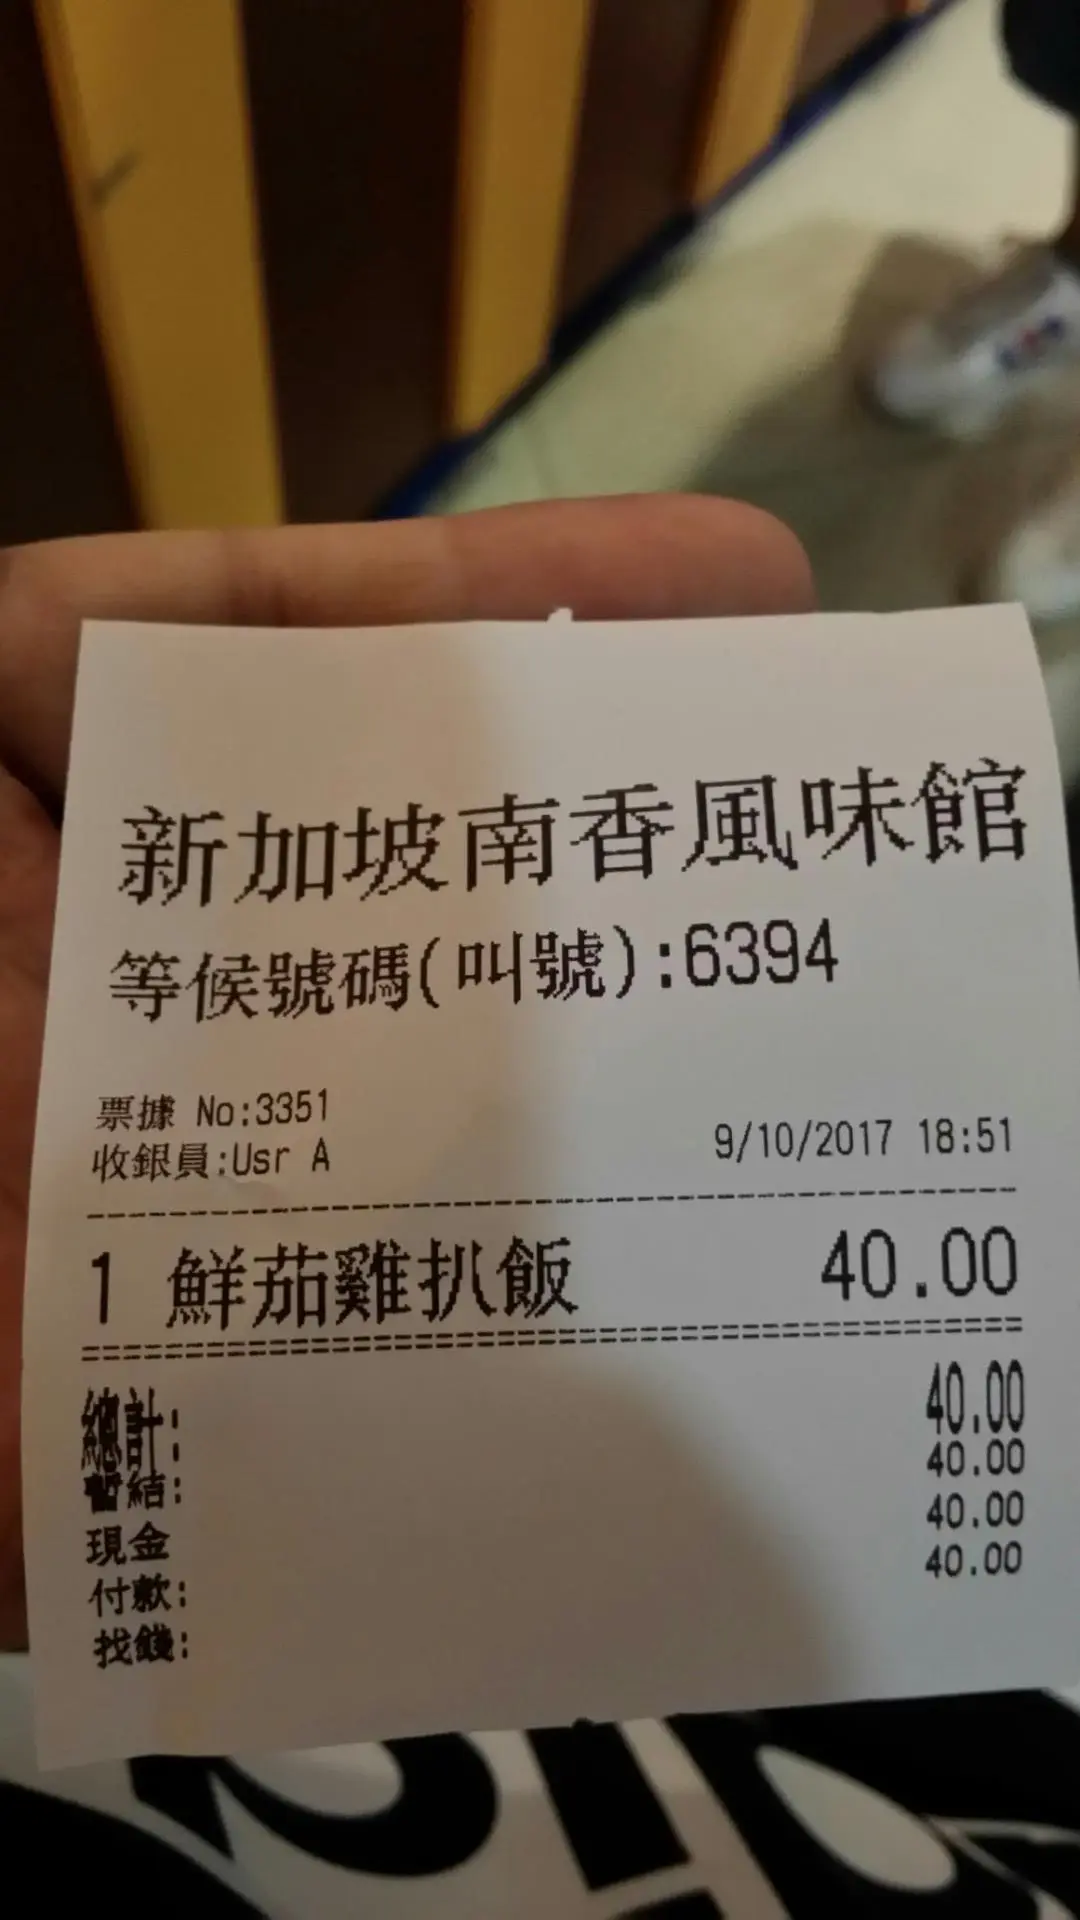 新加坡南香風味館
等候號碼(叫號):6394
票據 No:3351
收銀員:Usr A 9/10/2017 18:51
1 鮮茄雞扒飯 40.00
總計: 40.00
暫結: 40.00
現金 40.00
付款: 40.00
找錢: